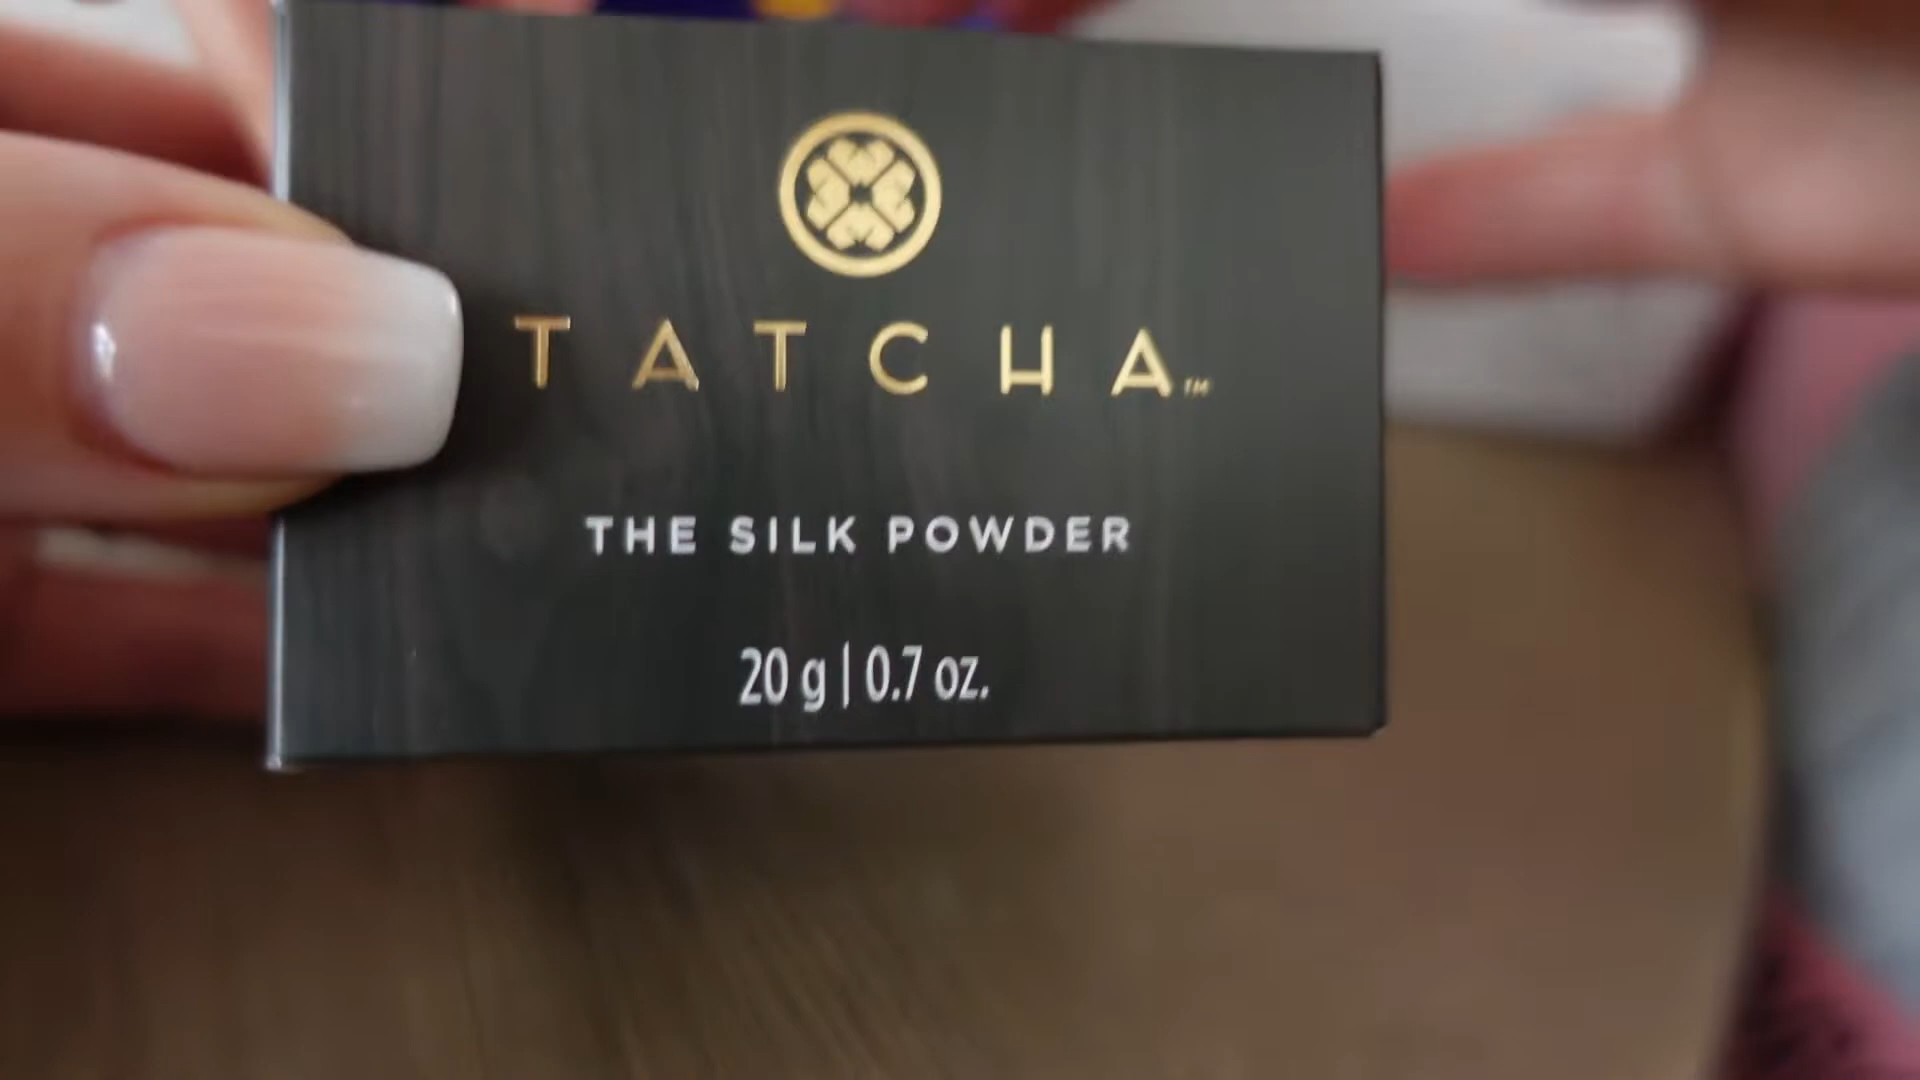 TATCHA™
THE SILK POWDER
20 g | 0.7 oz.